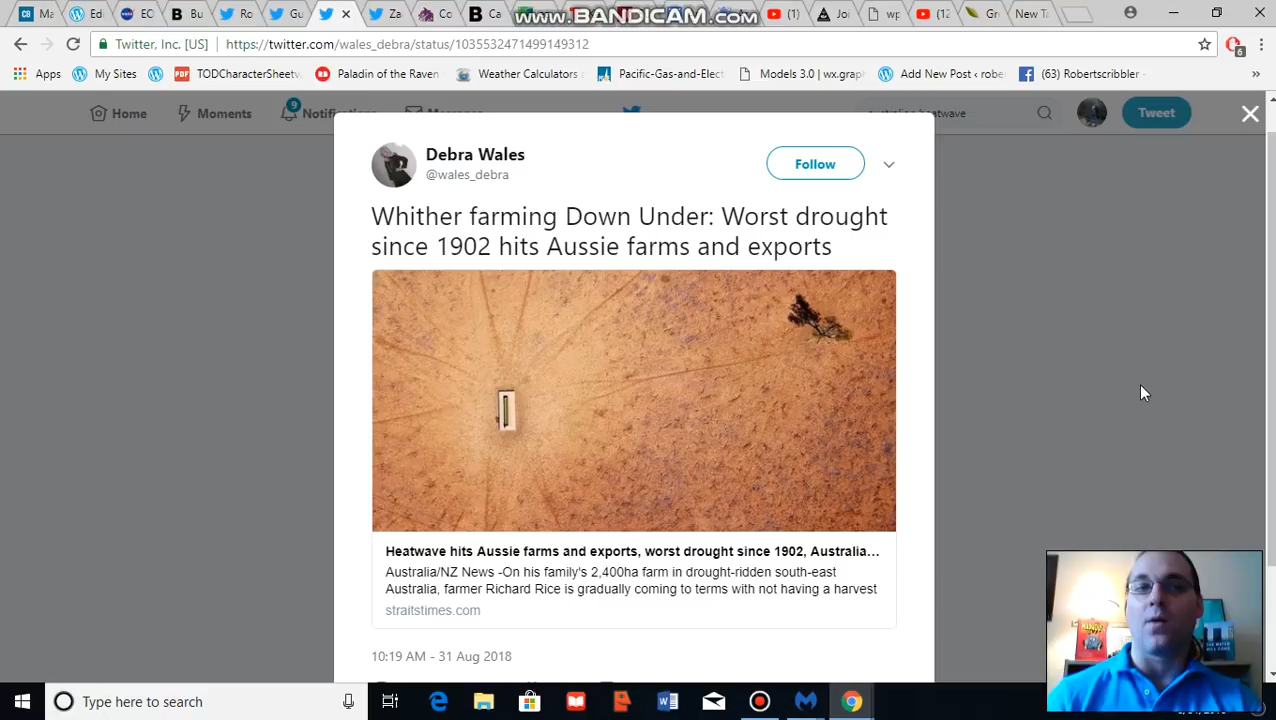 www.BANDICAM.com
Twitter, Inc. [US] https://twitter.com/wales_debra/status/1035532471499149312
6
Apps My Sites TODCharacterSheet Paladin of the Raven Weather Calculators Pacific-Gas-and-Elect Models 3.0 | wx.grap Add New Post ‹ robe (63) Robertscribbler
Home Moments 9 Tweet
Debra Wales
@wales_debra
Follow
Whither farming Down Under: Worst drought
since 1902 hits Aussie farms and exports
Heatwave hits Aussie farms and exports, worst drought since 1902, Australia...
Australia/NZ News -On his family's 2,400ha farm in drought-ridden south-east
Australia, farmer Richard Rice is gradually coming to terms with not having a harvest
straitstimes.com
10:19 AM - 31 Aug 2018
Type here to search